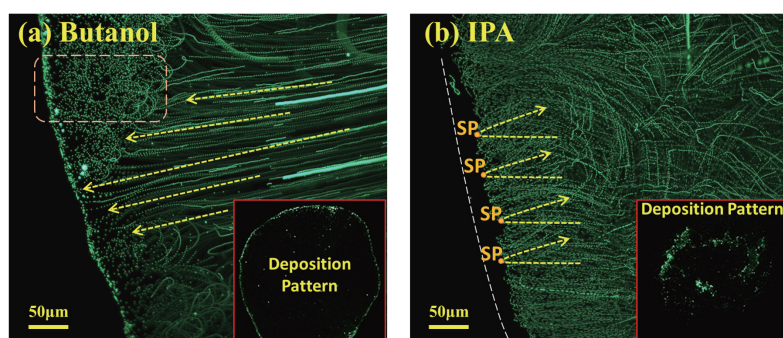 (a) Butanol
Deposition
Pattern
50μm
(b) IPA
SP
SP
SP
SP
Deposition Pattern
50μm